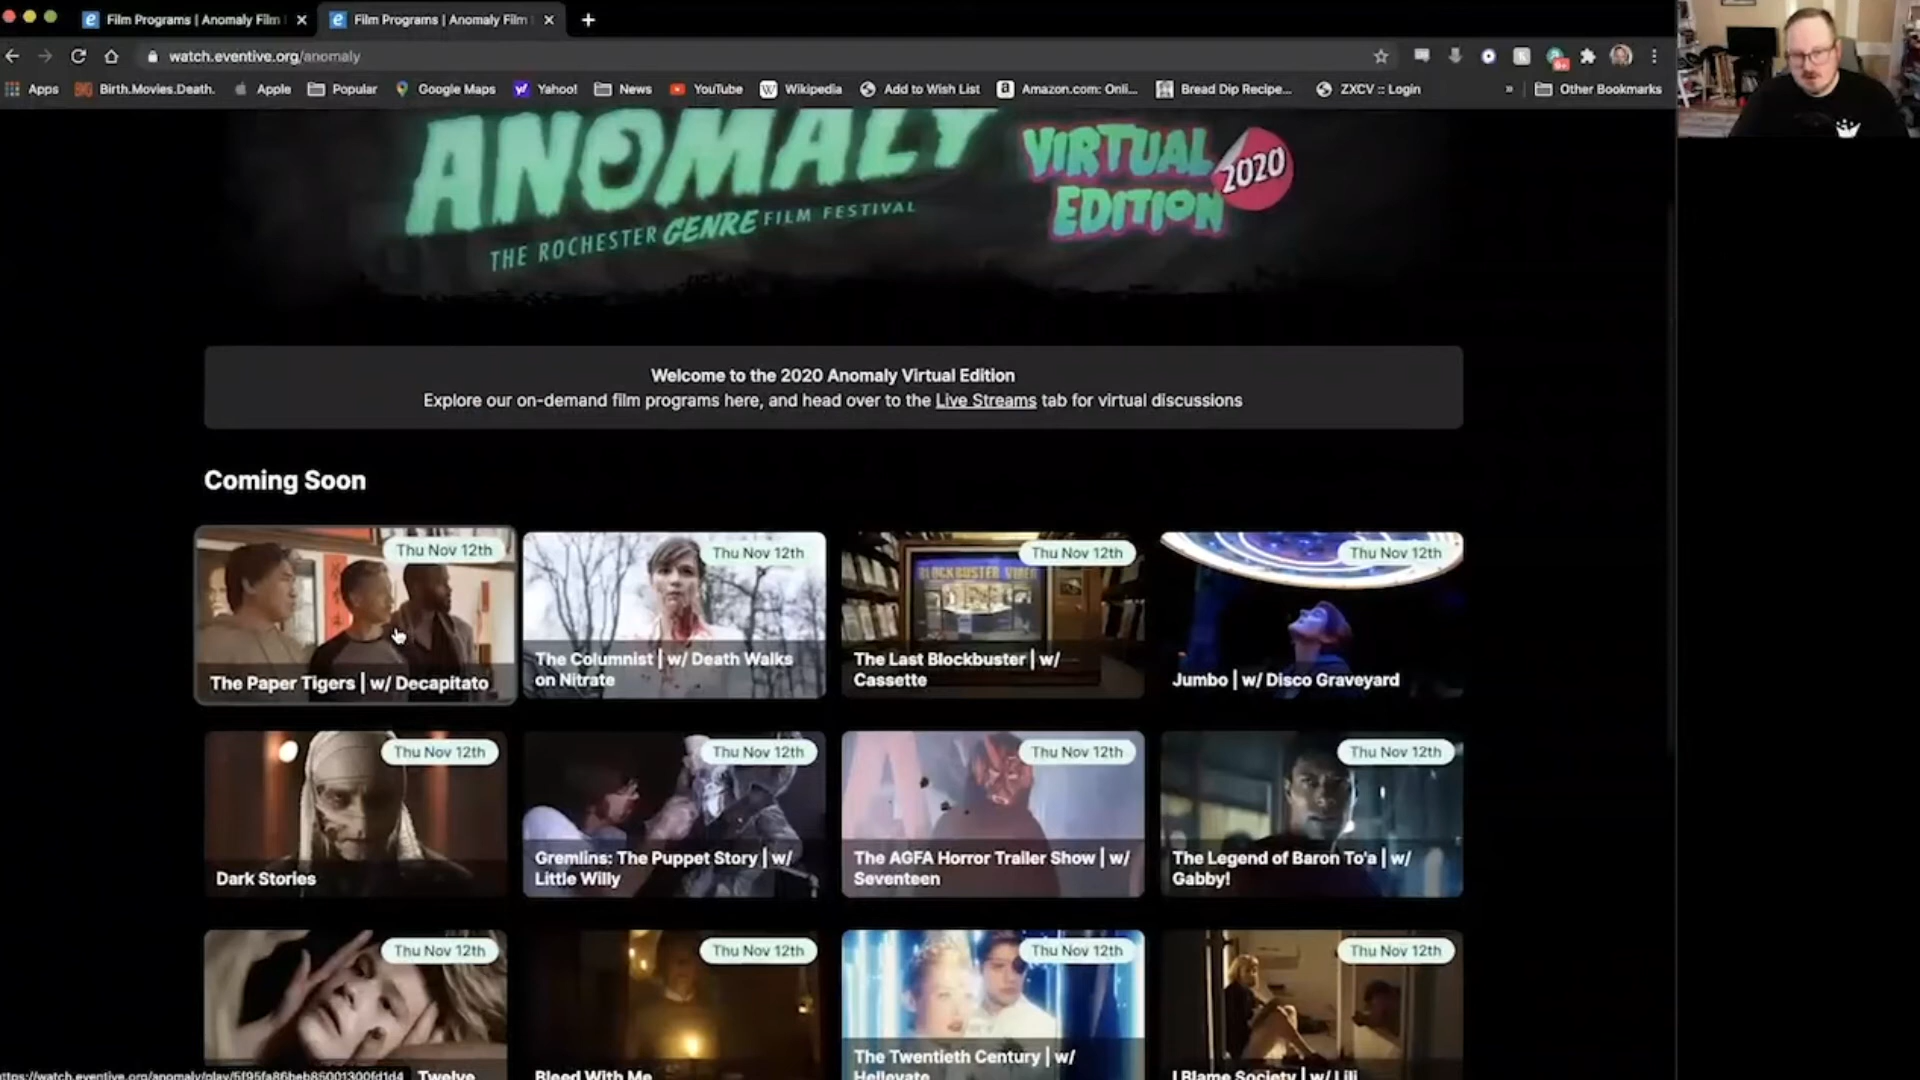 Film Programs | Anomaly Film
Film Programs | Anomaly Film
watch.eventive.org/anomaly
Apps
Birth.Movies.Death.
Apple
Popular
Google Maps
Yahoo!
News
YouTube
Wikipedia
Add to Wish List
Amazon.com: Onli...
Bread Dip Recipe...
ZXCV :: Login
»
Other Bookmarks
ANOMALY
THE ROCHESTER GENRE FILM FESTIVAL
VIRTUAL
EDITION
2020
Welcome to the 2020 Anomaly Virtual Edition
Explore our on-demand film programs here, and head over to the Live Streams tab for virtual discussions
Coming Soon
Thu Nov 12th
The Paper Tigers | w/ Decapitato
Thu Nov 12th
The Columnist | w/ Death Walks
on Nitrate
Thu Nov 12th
BLOCKBUSTER VIDEO
The Last Blockbuster | w/
Cassette
Thu Nov 12th
Jumbo | w/ Disco Graveyard
Thu Nov 12th
Dark Stories
Thu Nov 12th
Gremlins: The Puppet Story | w/
Little Willy
Thu Nov 12th
The AGFA Horror Trailer Show | w/
Seventeen
Thu Nov 12th
The Legend of Baron To'a | w/
Gabby!
Thu Nov 12th
Twelve
Thu Nov 12th
Bleed With Me
Thu Nov 12th
The Twentieth Century | w/
Hellevate
Thu Nov 12th
I Blame Society | w/ Lili